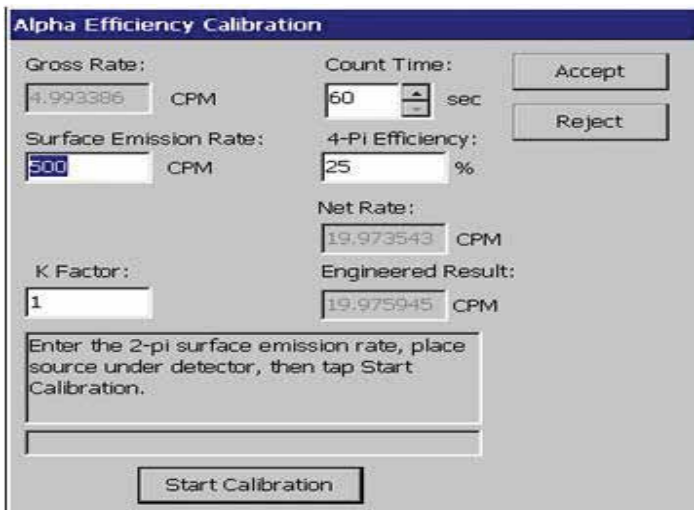 Alpha Efficiency Calibration
Gross Rate:
4.993386 CPM
Count Time:
60 sec
Accept
Reject
Surface Emission Rate:
500 CPM
4-Pi Efficiency:
25 %
Net Rate:
19.973543 CPM
K Factor:
1
Engineered Result:
19.975945 CPM
Enter the 2-pi surface emission rate, place
source under detector, then tap Start
Calibration.
Start Calibration